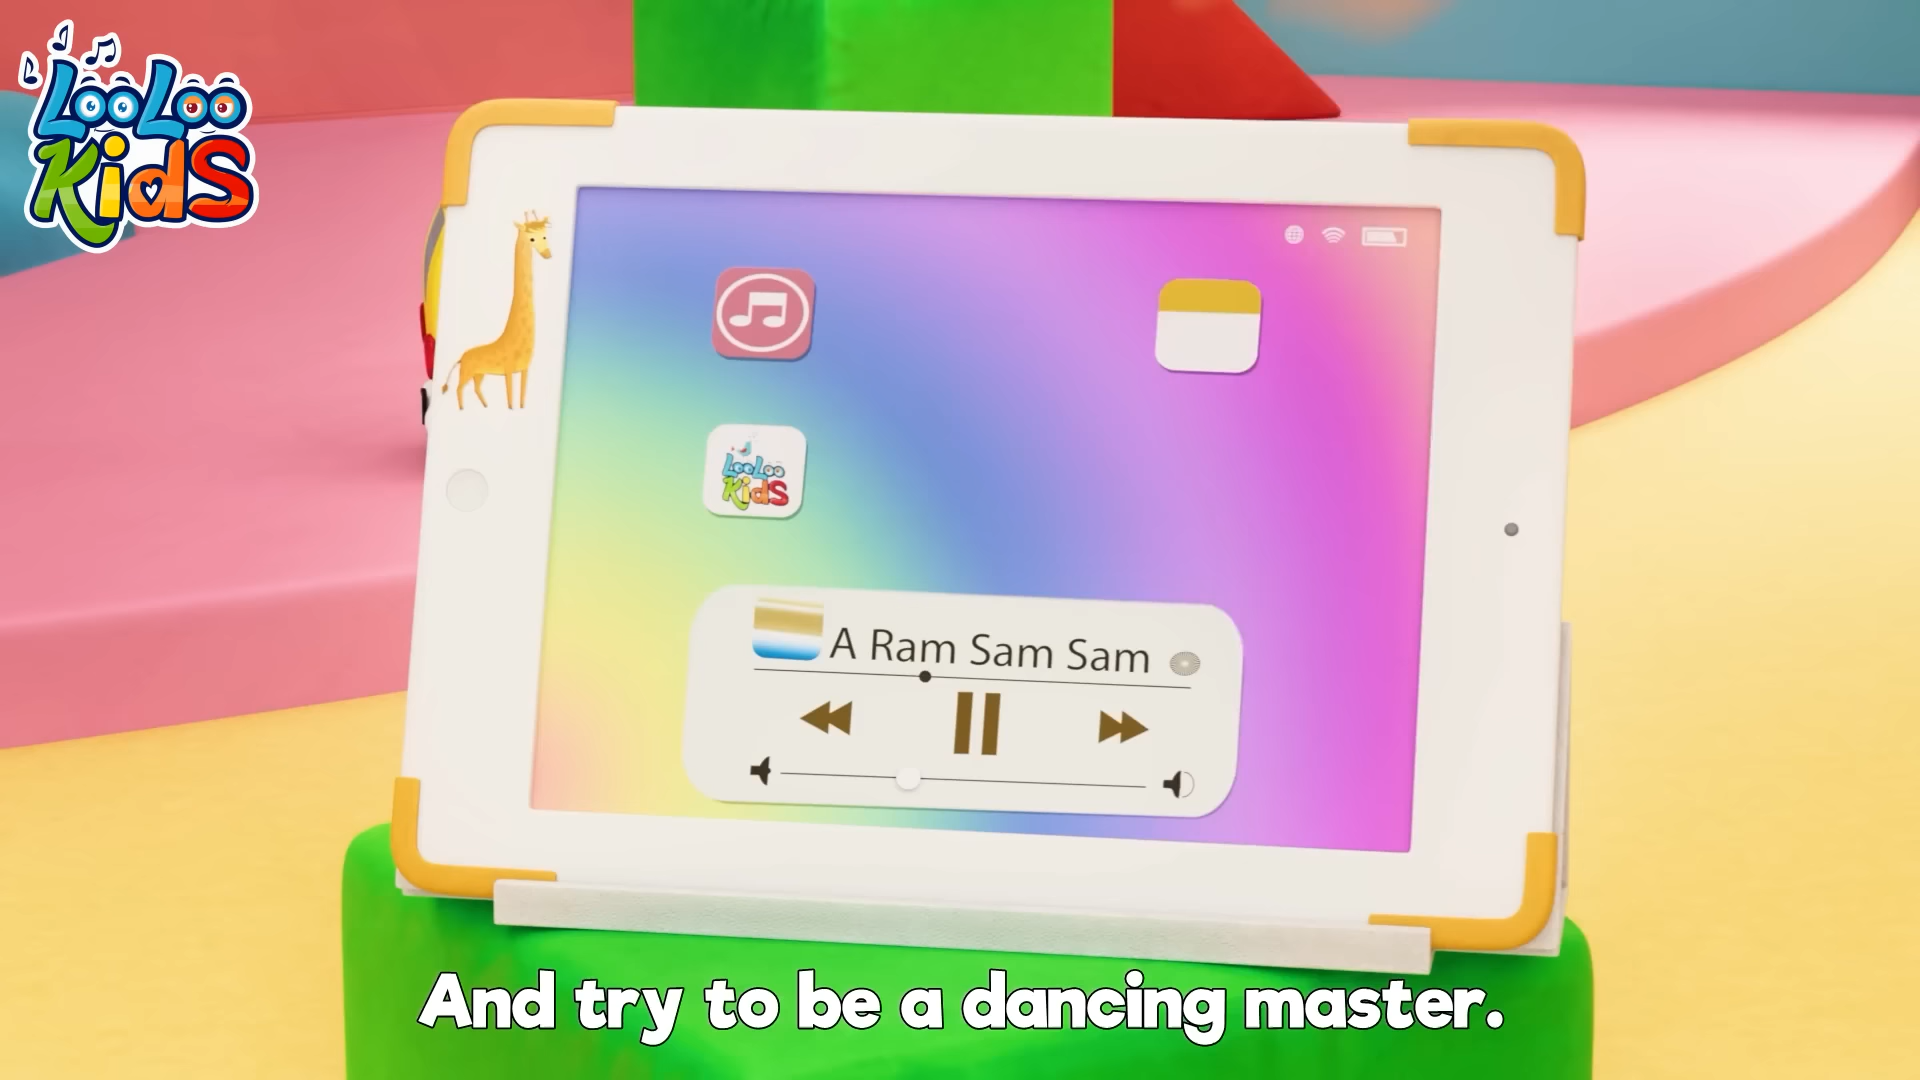 LooLoo
Kids
LooLoo
Kids
A Ram Sam Sam
And try to be a dancing master.